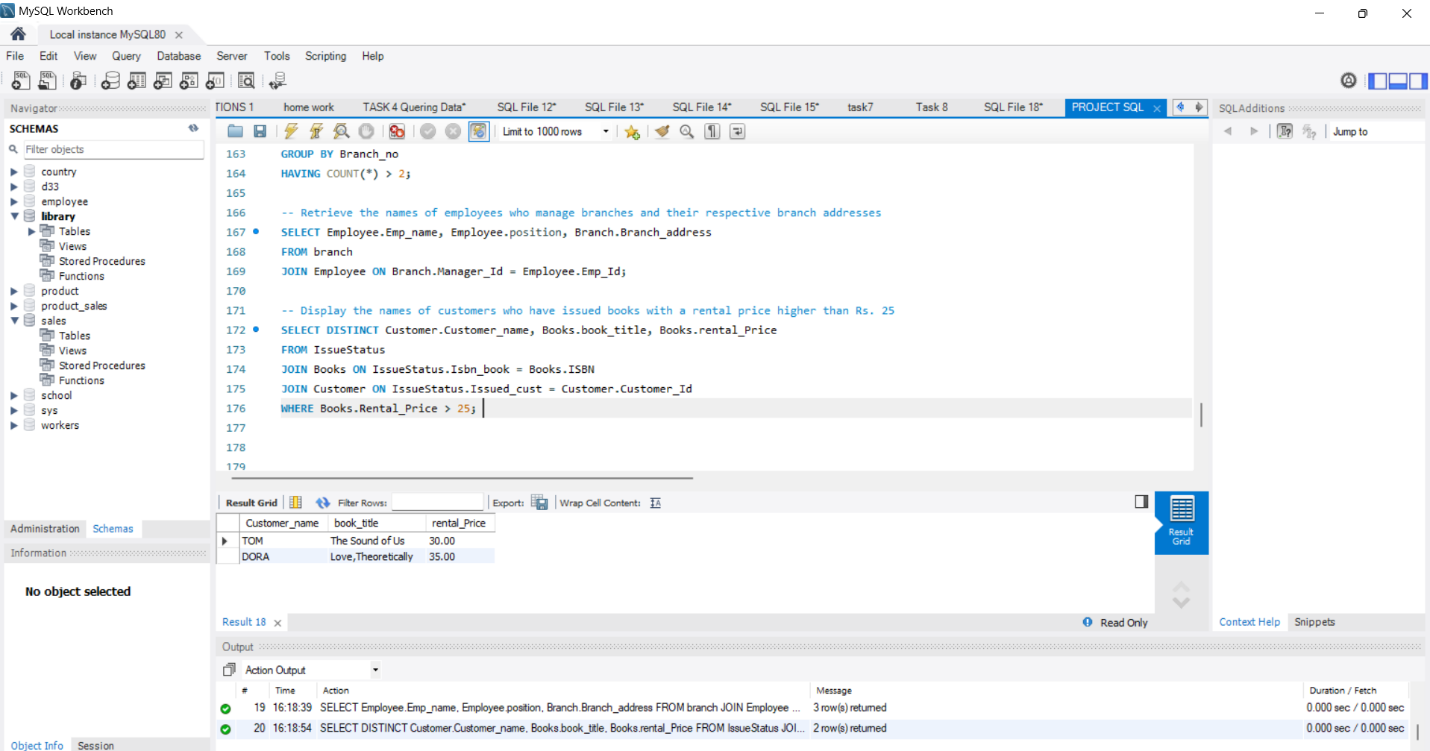 MySQL Workbench
Local instance MySQL80
File Edit View Query Database Server Tools Scripting Help
Navigator
SCHEMAS
Filter objects
country
d33
employee
library
Tables
Views
Stored Procedures
Functions
product
product_sales
sales
Tables
Views
Stored Procedures
Functions
school
sys
workers
Administration Schemas
Information
No object selected
Object Info Session
TIONS 1 home work TASK 4 Quering Data* SQL File 12* SQL File 13* SQL File 14* SQL File 15* task7 Task 8 SQL File 18* PROJECT SQL
Limit to 1000 rows
163 GROUP BY Branch_no
164 HAVING COUNT(*) > 2;
165
166 -- Retrieve the names of employees who manage branches and their respective branch addresses
167 SELECT Employee.Emp_name, Employee.position, Branch.Branch_address
168 FROM branch
169 JOIN Employee ON Branch.Manager_Id = Employee.Emp_Id;
170
171 -- Display the names of customers who have issued books with a rental price higher than Rs. 25
172 SELECT DISTINCT Customer.Customer_name, Books.book_title, Books.rental_Price
173 FROM IssueStatus
174 JOIN Books ON IssueStatus.Isbn_book = Books.ISBN
175 JOIN Customer ON IssueStatus.Issued_cust = Customer.Customer_Id
176 WHERE Books.Rental_Price > 25;
177
178
179
Result Grid Filter Rows: Export: Wrap Cell Content:
Customer_name book_title rental_Price
TOM The Sound of Us 30.00
DORA Love,Theoretically 35.00
Result Grid
Result 18
Read Only
SQLAdditions
Jump to
Context Help Snippets
Output
Action Output
# Time Action Message Duration / Fetch
19 16:18:39 SELECT Employee.Emp_name, Employee.position, Branch.Branch_address FROM branch JOIN Employee ... 3 row(s) returned 0.000 sec / 0.000 sec
20 16:18:54 SELECT DISTINCT Customer.Customer_name, Books.book_title, Books.rental_Price FROM IssueStatus JOI... 2 row(s) returned 0.000 sec / 0.000 sec